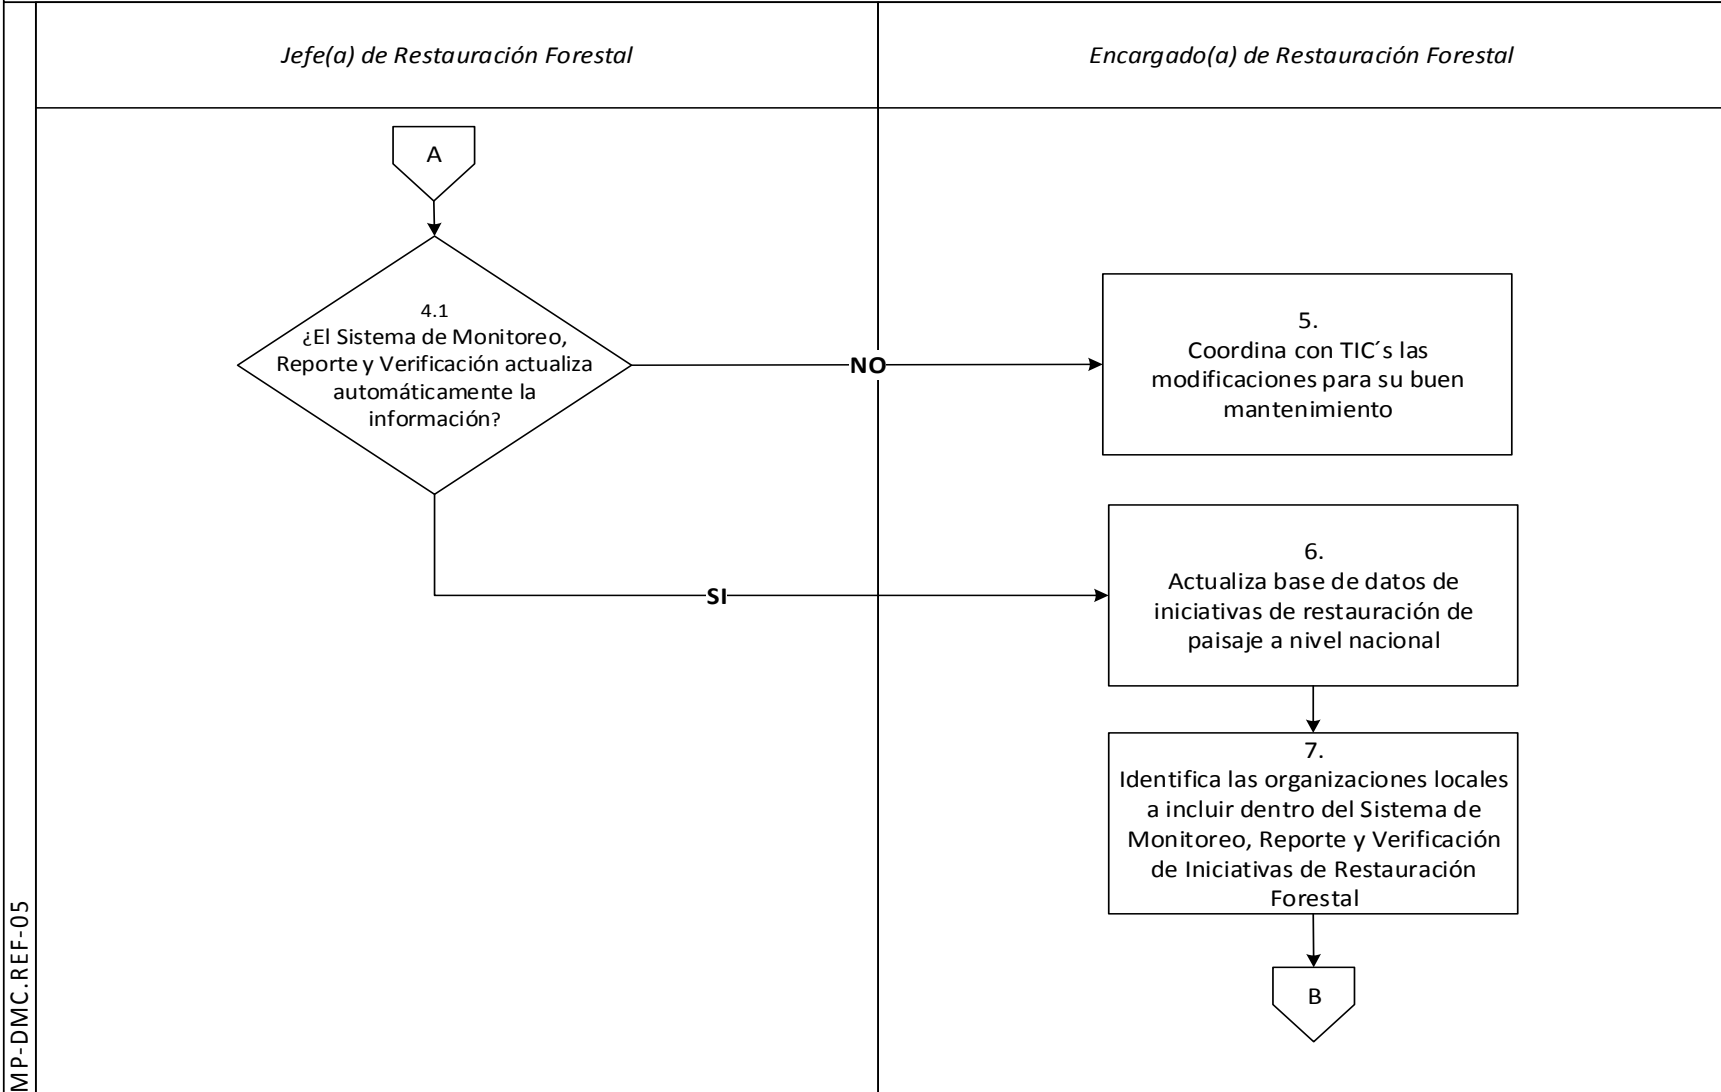 Jefe(a) de Restauración Forestal
Encargado(a) de Restauración Forestal
A
4.1
¿El Sistema de Monitoreo,
Reporte y Verificación actualiza
automáticamente la
información?
NO
5.
Coordina con TIC´s las
modificaciones para su buen
mantenimiento
SI
6.
Actualiza base de datos de
iniciativas de restauración de
paisaje a nivel nacional
7.
Identifica las organizaciones locales
a incluir dentro del Sistema de
Monitoreo, Reporte y Verificación
de Iniciativas de Restauración
Forestal
B
MP-DMC.REF-05